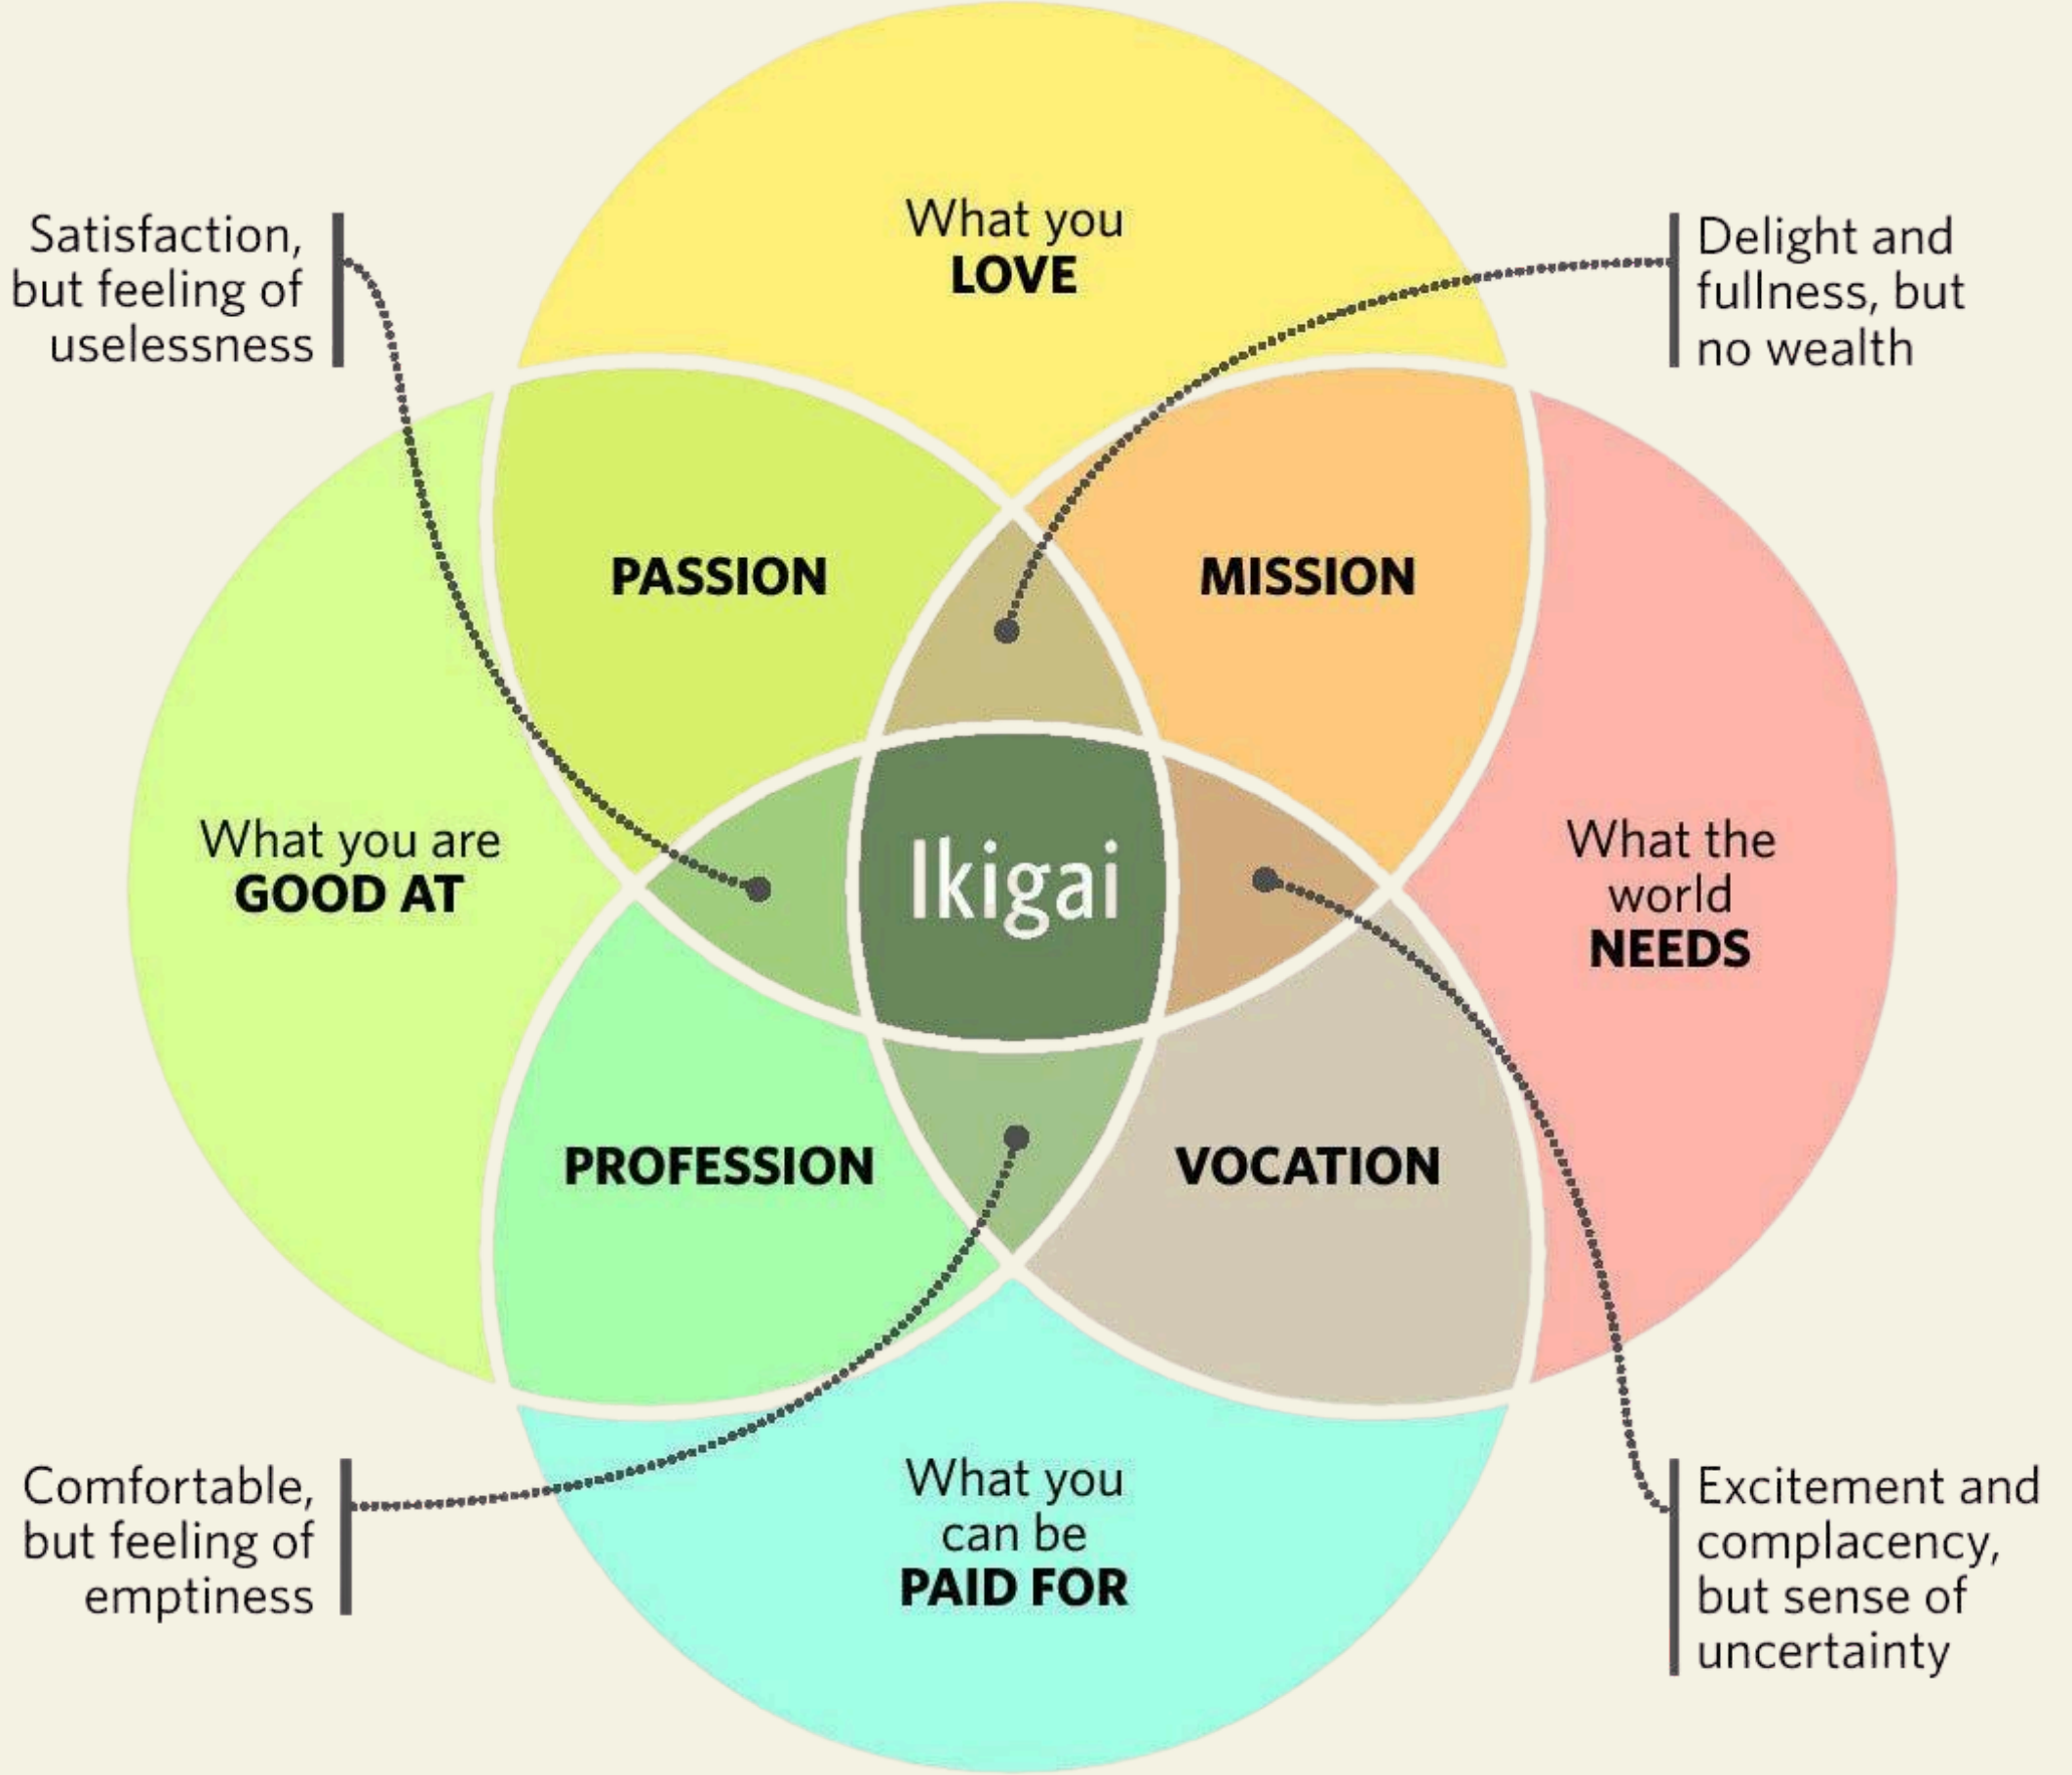 What you
LOVE
Satisfaction,
but feeling of
uselessness
Delight and
fullness, but
no wealth
PASSION
MISSION
What you are
GOOD AT
Ikigai
What the
world
NEEDS
PROFESSION
VOCATION
Comfortable,
but feeling of
emptiness
What you
can be
PAID FOR
Excitement and
complacency,
but sense of
uncertainty